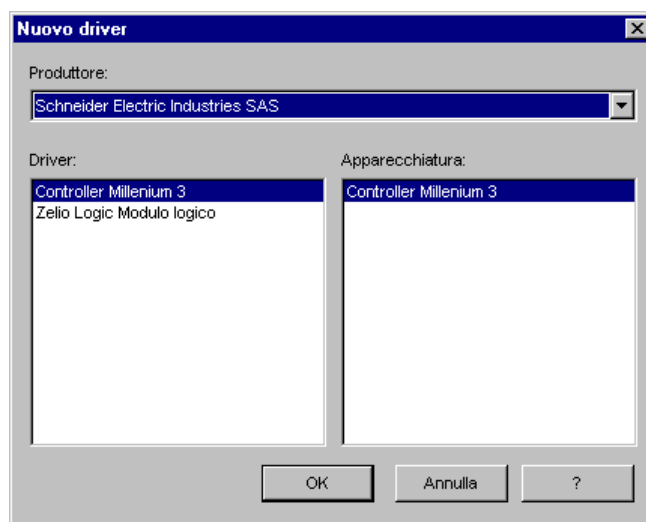 Nuovo driver
Produttore:
Schneider Electric Industries SAS
Driver:
Controller Millenium 3
Zelio Logic Modulo logico
Apparecchiatura:
Controller Millenium 3
OK
Annulla
?